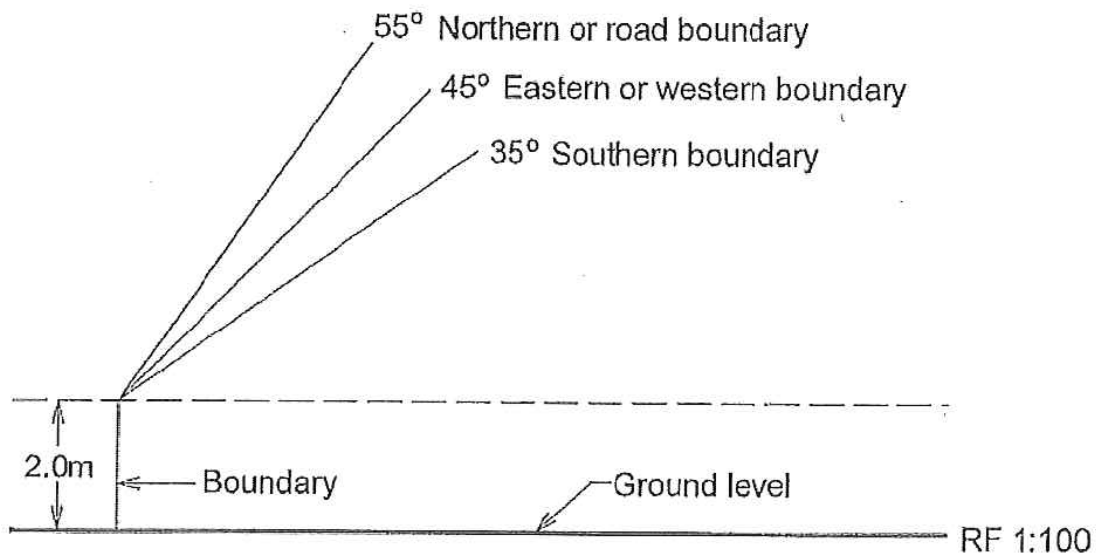 55° Northern or road boundary
45° Eastern or western boundary
35° Southern boundary
2.0m
Boundary
Ground level
RF 1:100